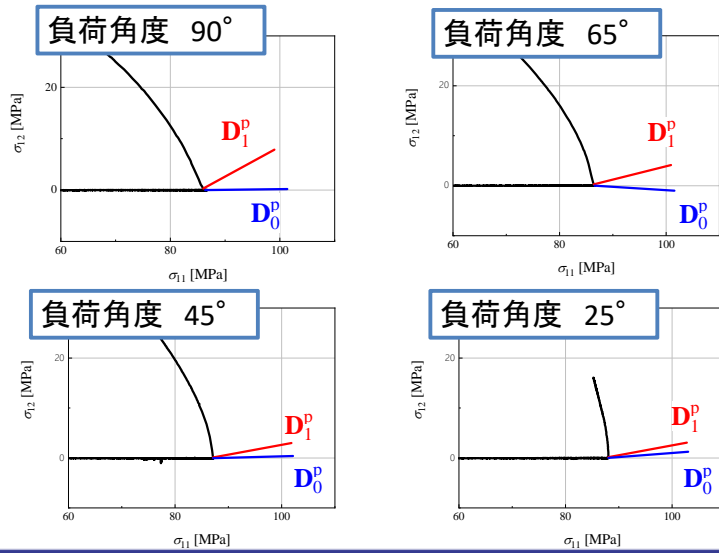 負荷角度 90°
20
0
60
80
100
σ₁₂ [MPa]
σ₁₁ [MPa]
D₁ᵖ
D₀ᵖ
負荷角度 65°
20
0
60
80
100
σ₁₂ [MPa]
σ₁₁ [MPa]
D₁ᵖ
D₀ᵖ
負荷角度 45°
20
0
60
80
100
σ₁₂ [MPa]
σ₁₁ [MPa]
D₁ᵖ
D₀ᵖ
負荷角度 25°
20
0
60
80
100
σ₁₂ [MPa]
σ₁₁ [MPa]
D₁ᵖ
D₀ᵖ